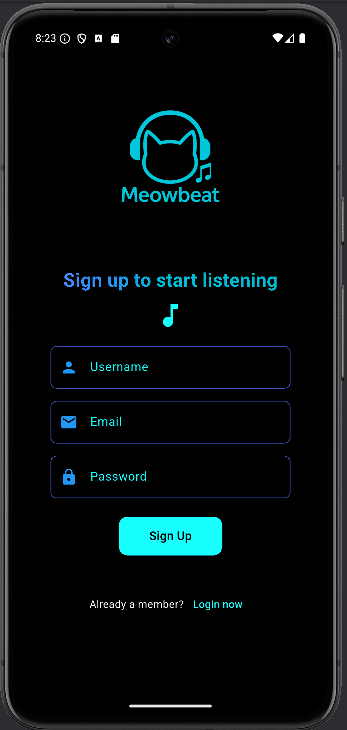 8:23
Meowbeat
Sign up to start listening
Username
Email
Password
Sign Up
Already a member? Login now